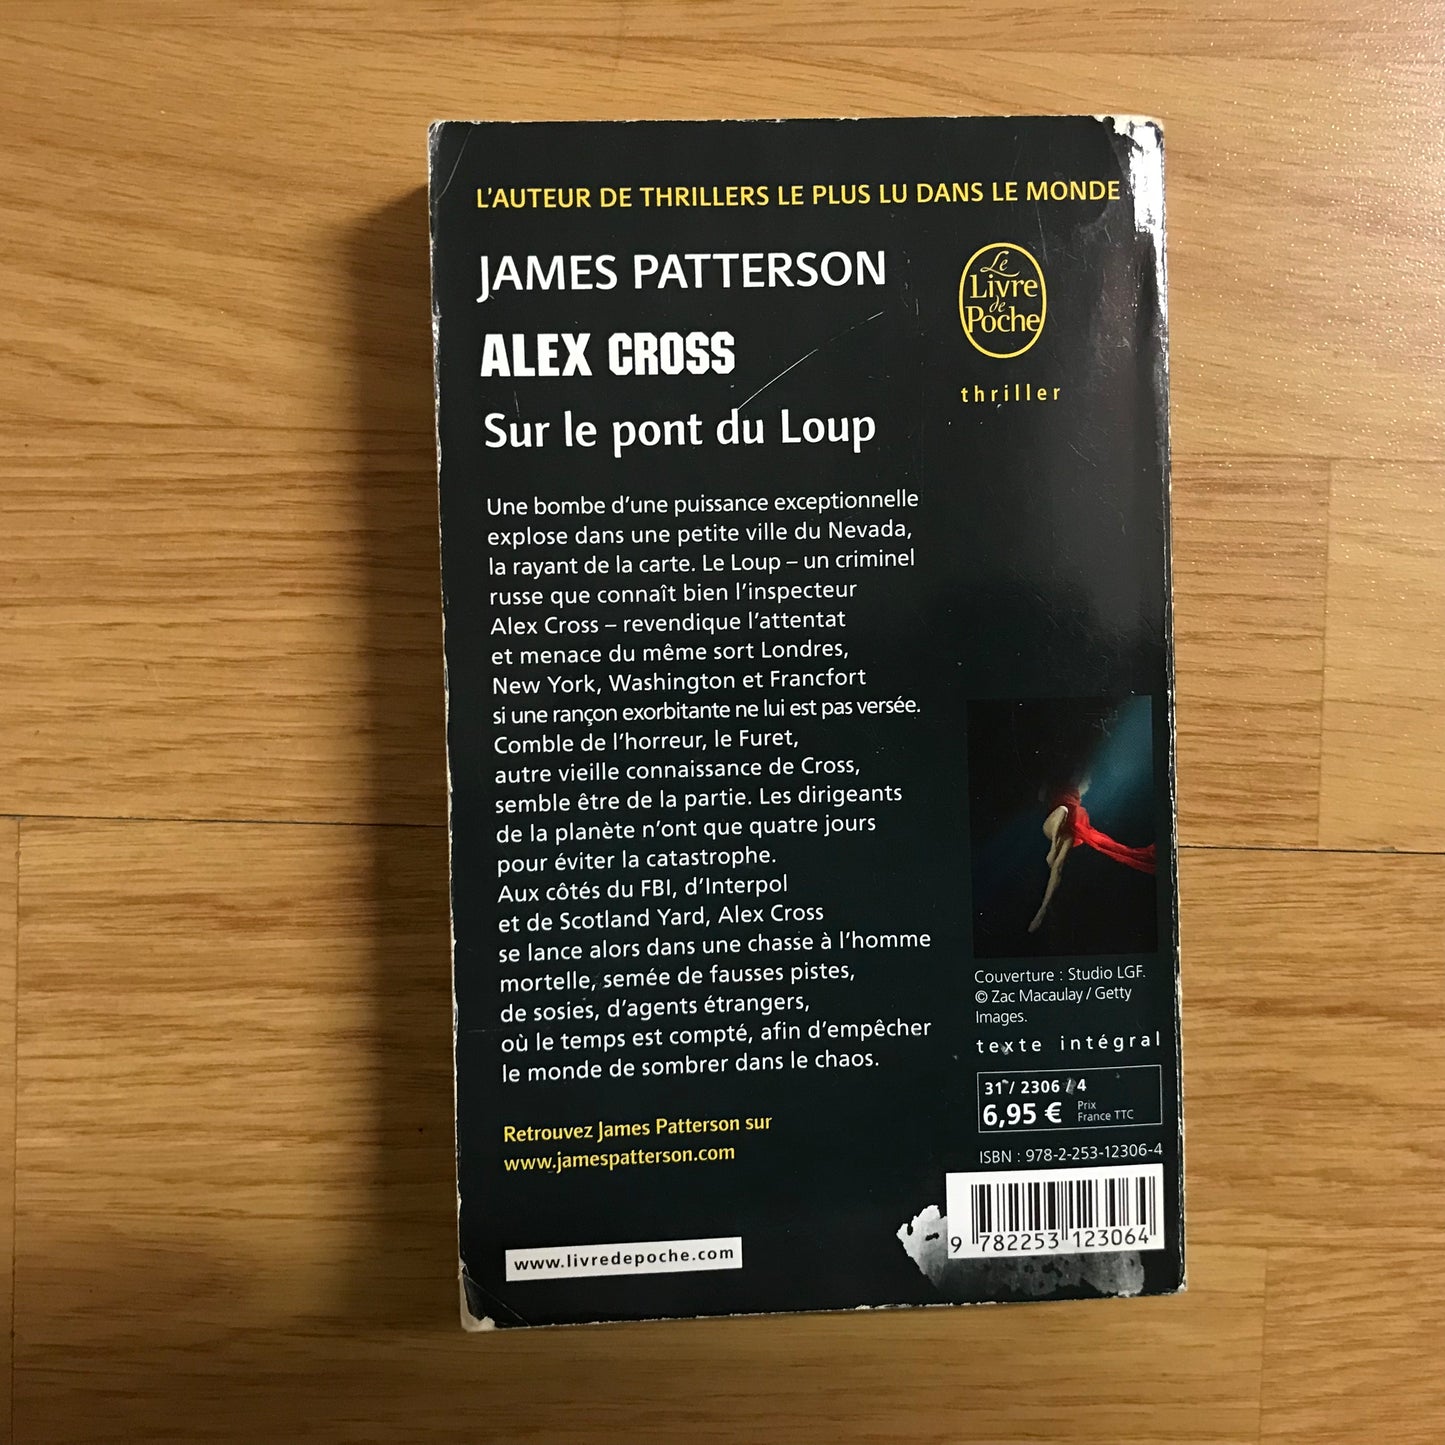 L'AUTEUR DE THRILLERS LE PLUS LU DANS LE MONDE
JAMES PATTERSON
ALEX CROSS
Sur le pont du Loup
Le
Livre
de
Poche
thriller
Une bombe d'une puissance exceptionnelle
explose dans une petite ville du Nevada,
la rayant de la carte. Le Loup – un criminel
russe que connaît bien l'inspecteur
Alex Cross – revendique l'attentat
et menace du même sort Londres,
New York, Washington et Francfort
si une rançon exorbitante ne lui est pas versée.
Comble de l'horreur, le Furet,
autre vieille connaissance de Cross,
semble être de la partie. Les dirigeants
de la planète n'ont que quatre jours
pour éviter la catastrophe.
Aux côtés du FBI, d'Interpol
et de Scotland Yard, Alex Cross
se lance alors dans une chasse à l'homme
mortelle, semée de fausses pistes,
de sosies, d'agents étrangers,
où le temps est compté, afin d'empêcher
le monde de sombrer dans le chaos.
Retrouvez James Patterson sur
www.jamespatterson.com
www.livredepoche.com
Couverture : Studio LGF.
© Zac Macaulay / Getty
Images.
texte intégral
31 / 2306 / 4
6,95 € Prix
France TTC
ISBN : 978-2-253-12306-4
9 782253 123064